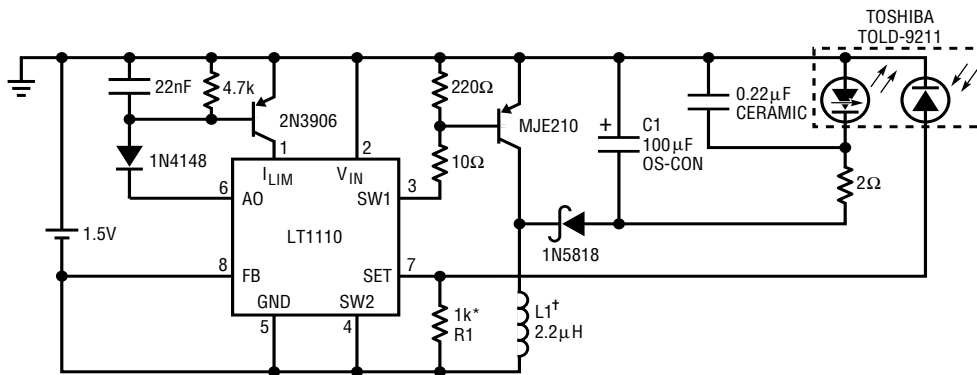 TOSHIBA
TOLD-9211
22nF
4.7k
2N3906
220Ω
MJE210
+
C1
100µF
OS-CON
0.22µF
CERAMIC
1N4148
1
2
I_LIM
V_IN
10Ω
2Ω
6
AO
SW1
3
1.5V
LT1110
1N5818
8
FB
SET
7
GND
SW2
5
4
1k*
R1
L1†
2.2µH